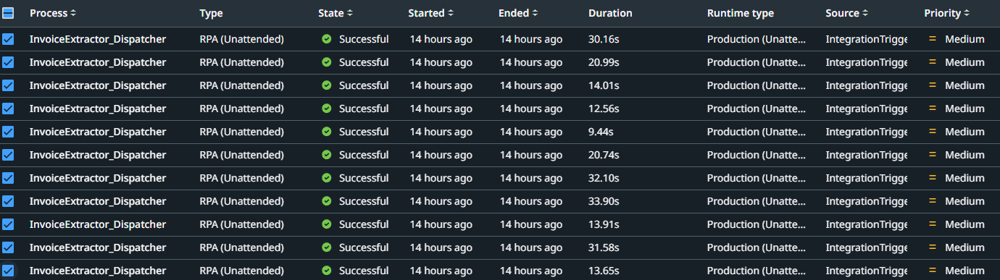 Process Type State Started Ended Duration Runtime type Source Priority
InvoiceExtractor_Dispatcher RPA (Unattended) Successful 14 hours ago 14 hours ago 30.16s Production (Unatte... IntegrationTrigge = Medium
InvoiceExtractor_Dispatcher RPA (Unattended) Successful 14 hours ago 14 hours ago 20.99s Production (Unatte... IntegrationTrigge = Medium
InvoiceExtractor_Dispatcher RPA (Unattended) Successful 14 hours ago 14 hours ago 14.01s Production (Unatte... IntegrationTrigge = Medium
InvoiceExtractor_Dispatcher RPA (Unattended) Successful 14 hours ago 14 hours ago 12.56s Production (Unatte... IntegrationTrigge = Medium
InvoiceExtractor_Dispatcher RPA (Unattended) Successful 14 hours ago 14 hours ago 9.44s Production (Unatte... IntegrationTrigge = Medium
InvoiceExtractor_Dispatcher RPA (Unattended) Successful 14 hours ago 14 hours ago 20.74s Production (Unatte... IntegrationTrigge = Medium
InvoiceExtractor_Dispatcher RPA (Unattended) Successful 14 hours ago 14 hours ago 32.10s Production (Unatte... IntegrationTrigge = Medium
InvoiceExtractor_Dispatcher RPA (Unattended) Successful 14 hours ago 14 hours ago 33.90s Production (Unatte... IntegrationTrigge = Medium
InvoiceExtractor_Dispatcher RPA (Unattended) Successful 14 hours ago 14 hours ago 13.91s Production (Unatte... IntegrationTrigge = Medium
InvoiceExtractor_Dispatcher RPA (Unattended) Successful 14 hours ago 14 hours ago 31.58s Production (Unatte... IntegrationTrigge = Medium
InvoiceExtractor_Dispatcher RPA (Unattended) Successful 14 hours ago 14 hours ago 13.65s Production (Unatte... IntegrationTrigge = Medium